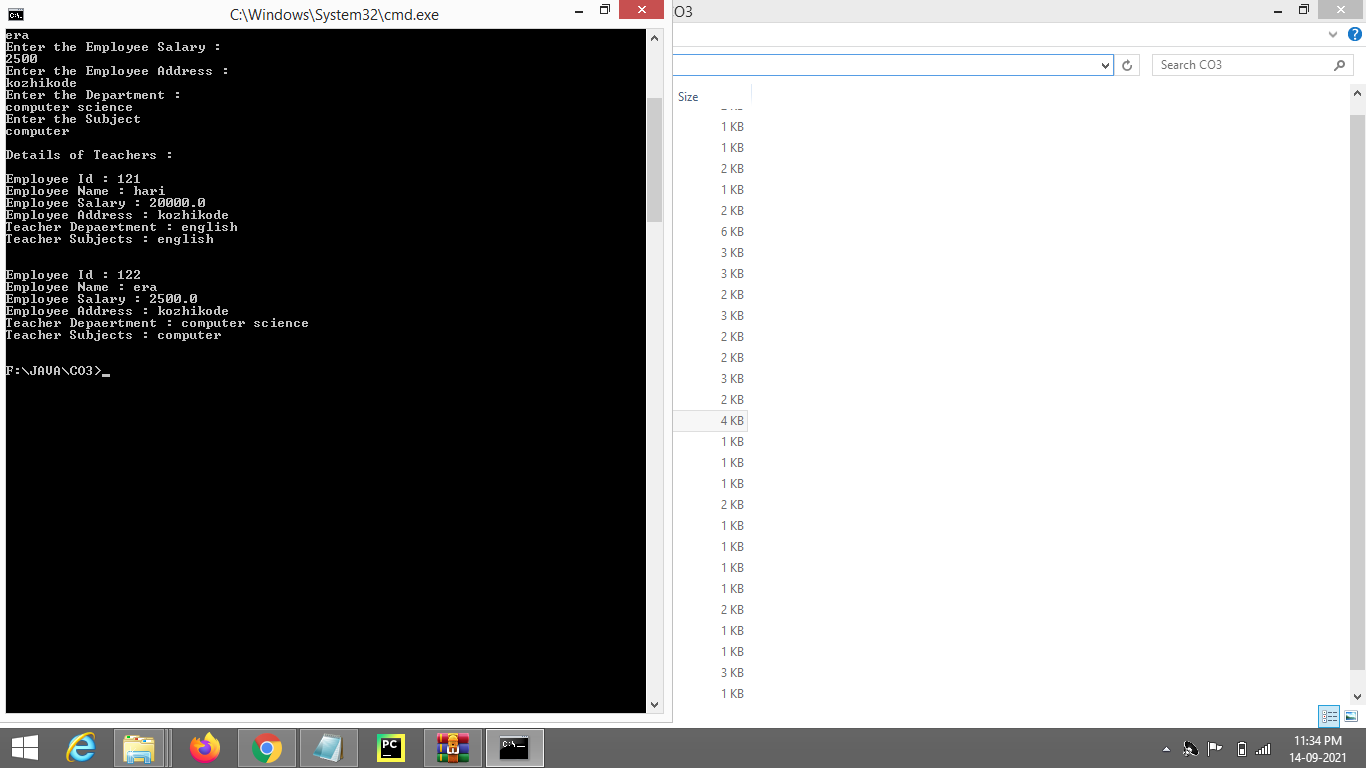 C:\Windows\System32\cmd.exe
era
Enter the Employee Salary :
2500
Enter the Employee Address :
kozhikode
Enter the Department :
computer science
Enter the Subject
computer
Details of Teachers :
Employee Id : 121
Employee Name : hari
Employee Salary : 20000.0
Employee Address : kozhikode
Teacher Depaertment : english
Teacher Subjects : english
Employee Id : 122
Employee Name : era
Employee Salary : 2500.0
Employee Address : kozhikode
Teacher Depaertment : computer science
Teacher Subjects : computer
F:\JAVA\CO3>_
CO3
Search CO3
Size
1 KB
1 KB
2 KB
1 KB
2 KB
6 KB
3 KB
3 KB
2 KB
3 KB
2 KB
2 KB
3 KB
2 KB
4 KB
1 KB
1 KB
1 KB
2 KB
1 KB
1 KB
1 KB
1 KB
2 KB
1 KB
1 KB
3 KB
1 KB
PC
11:34 PM
14-09-2021